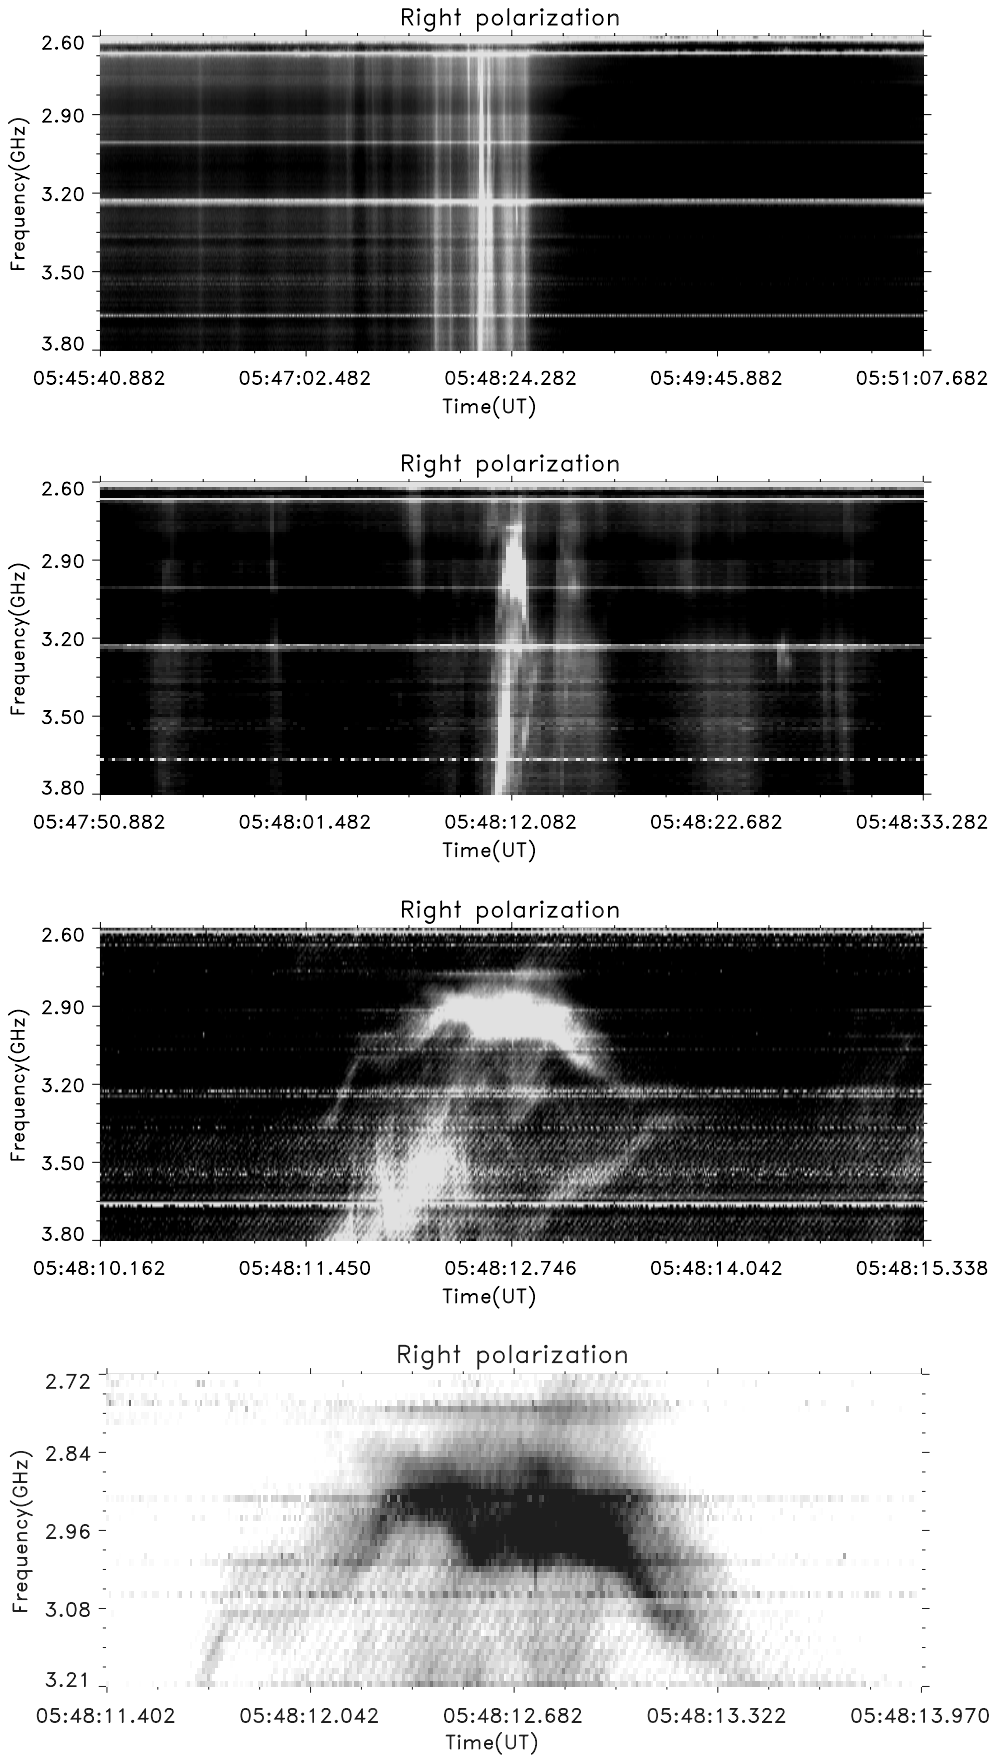 Right polarization
2.60
2.90
3.20
3.50
3.80
Frequency(GHz)
05:45:40.882 05:47:02.482 05:48:24.282 05:49:45.882 05:51:07.682
Time(UT)
Right polarization
2.60
2.90
3.20
3.50
3.80
Frequency(GHz)
05:47:50.882 05:48:01.482 05:48:12.082 05:48:22.682 05:48:33.282
Time(UT)
Right polarization
2.60
2.90
3.20
3.50
3.80
Frequency(GHz)
05:48:10.162 05:48:11.450 05:48:12.746 05:48:14.042 05:48:15.338
Time(UT)
Right polarization
2.72
2.84
2.96
3.08
3.21
Frequency(GHz)
05:48:11.402 05:48:12.042 05:48:12.682 05:48:13.322 05:48:13.970
Time(UT)